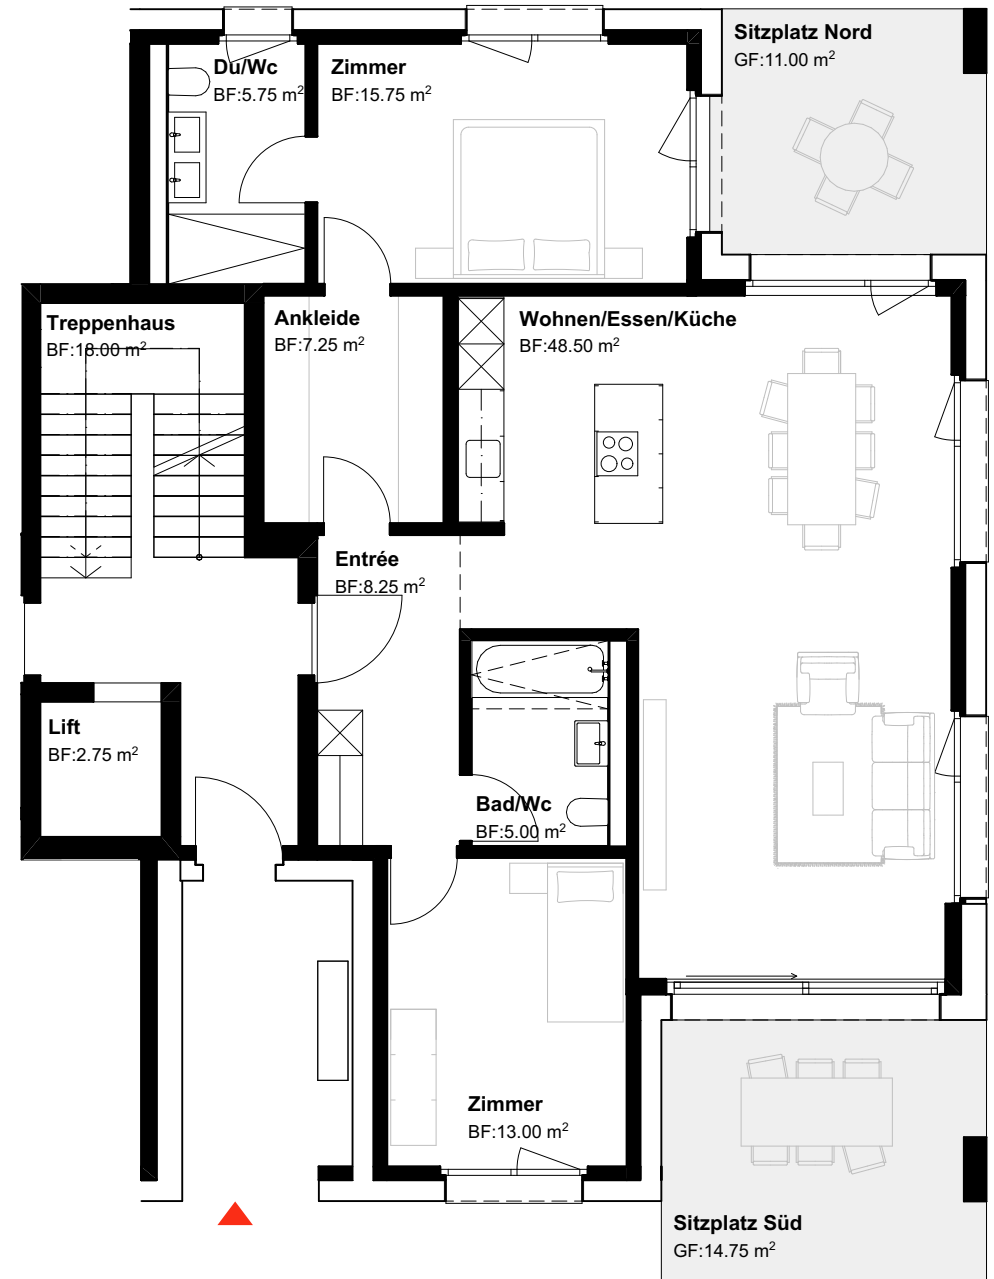 Sitzplatz Nord
GF:11.00 m²
Du/Wc
BF:5.75 m²
Zimmer
BF:15.75 m²
Treppenhaus
BF:18.00 m²
Ankleide
BF:7.25 m²
Wohnen/Essen/Küche
BF:48.50 m²
Entrée
BF:8.25 m²
Lift
BF:2.75 m²
Bad/Wc
BF:5.00 m²
Zimmer
BF:13.00 m²
Sitzplatz Süd
GF:14.75 m²